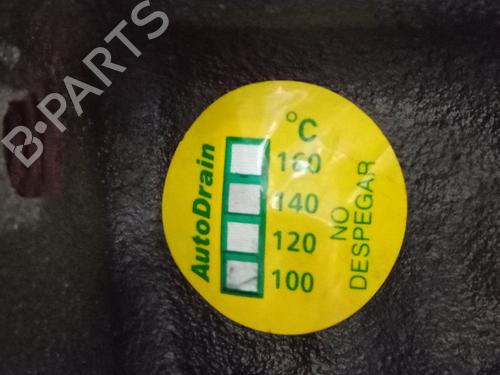 B-PARTS
AutoDrain
°C
160
140
120
100
NO
DESPEGAR